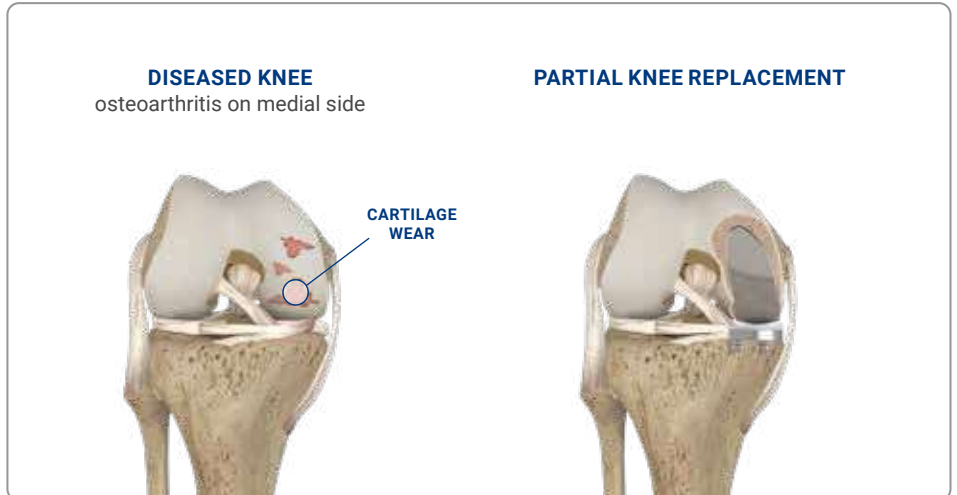 DISEASED KNEE
osteoarthritis on medial side
PARTIAL KNEE REPLACEMENT
CARTILAGE
WEAR